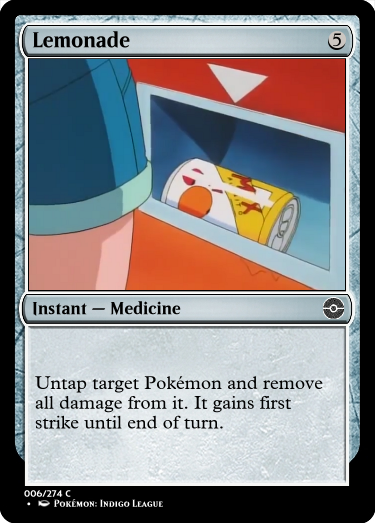 Lemonade 5
Instant — Medicine
Untap target Pokémon and remove
all damage from it. It gains first
strike until end of turn.
006/274 C
• Pokémon: Indigo League